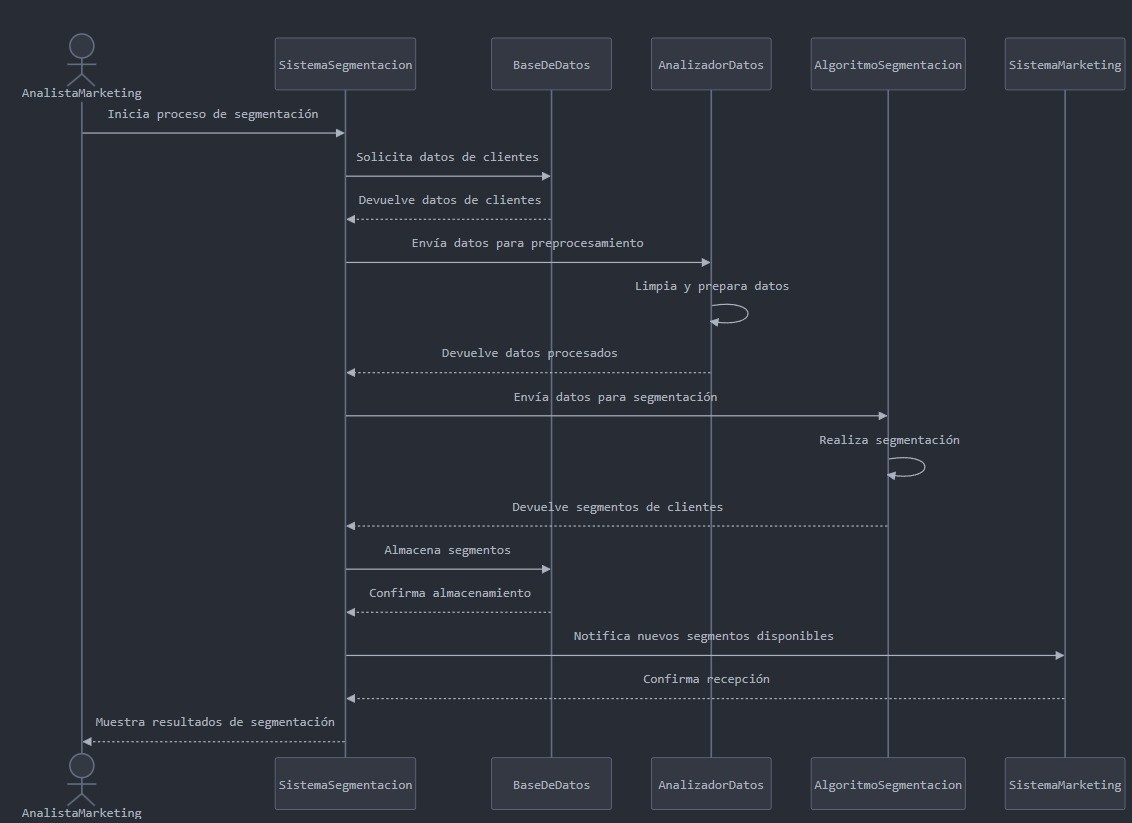 SistemaSegmentacion
BaseDeDatos
AnalizadorDatos
AlgoritmoSegmentacion
SistemaMarketing
AnalistaMarketing
Inicia proceso de segmentación
Solicita datos de clientes
Devuelve datos de clientes
Envía datos para preprocesamiento
Limpia y prepara datos
Devuelve datos procesados
Envía datos para segmentación
Realiza segmentación
Devuelve segmentos de clientes
Almacena segmentos
Confirma almacenamiento
Notifica nuevos segmentos disponibles
Confirma recepción
Muestra resultados de segmentación
SistemaSegmentacion
BaseDeDatos
AnalizadorDatos
AlgoritmoSegmentacion
SistemaMarketing
AnalistaMarketing